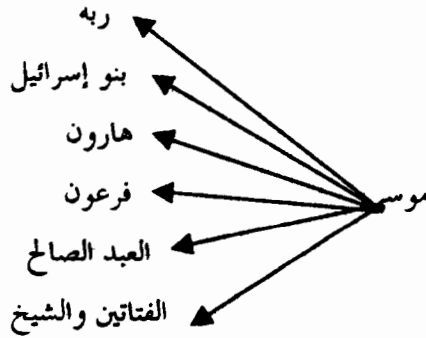 ربه
بنو إسرائيل
هارون
موسى
فرعون
العبد الصالح
الفتاتين والشيخ